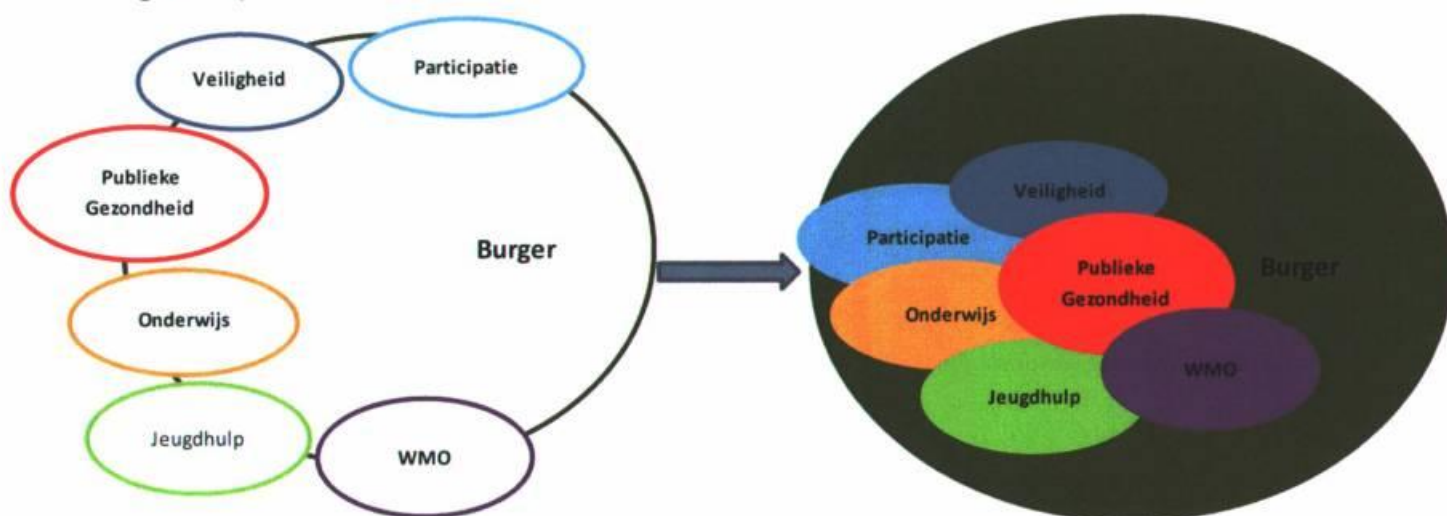 Veiligheid
Participatie
Publieke
Gezondheid
Burger
Onderwijs
Jeugdhulp
WMO
Veiligheid
Participatie
Publieke
Gezondheid
Burger
Onderwijs
WMO
Jeugdhulp